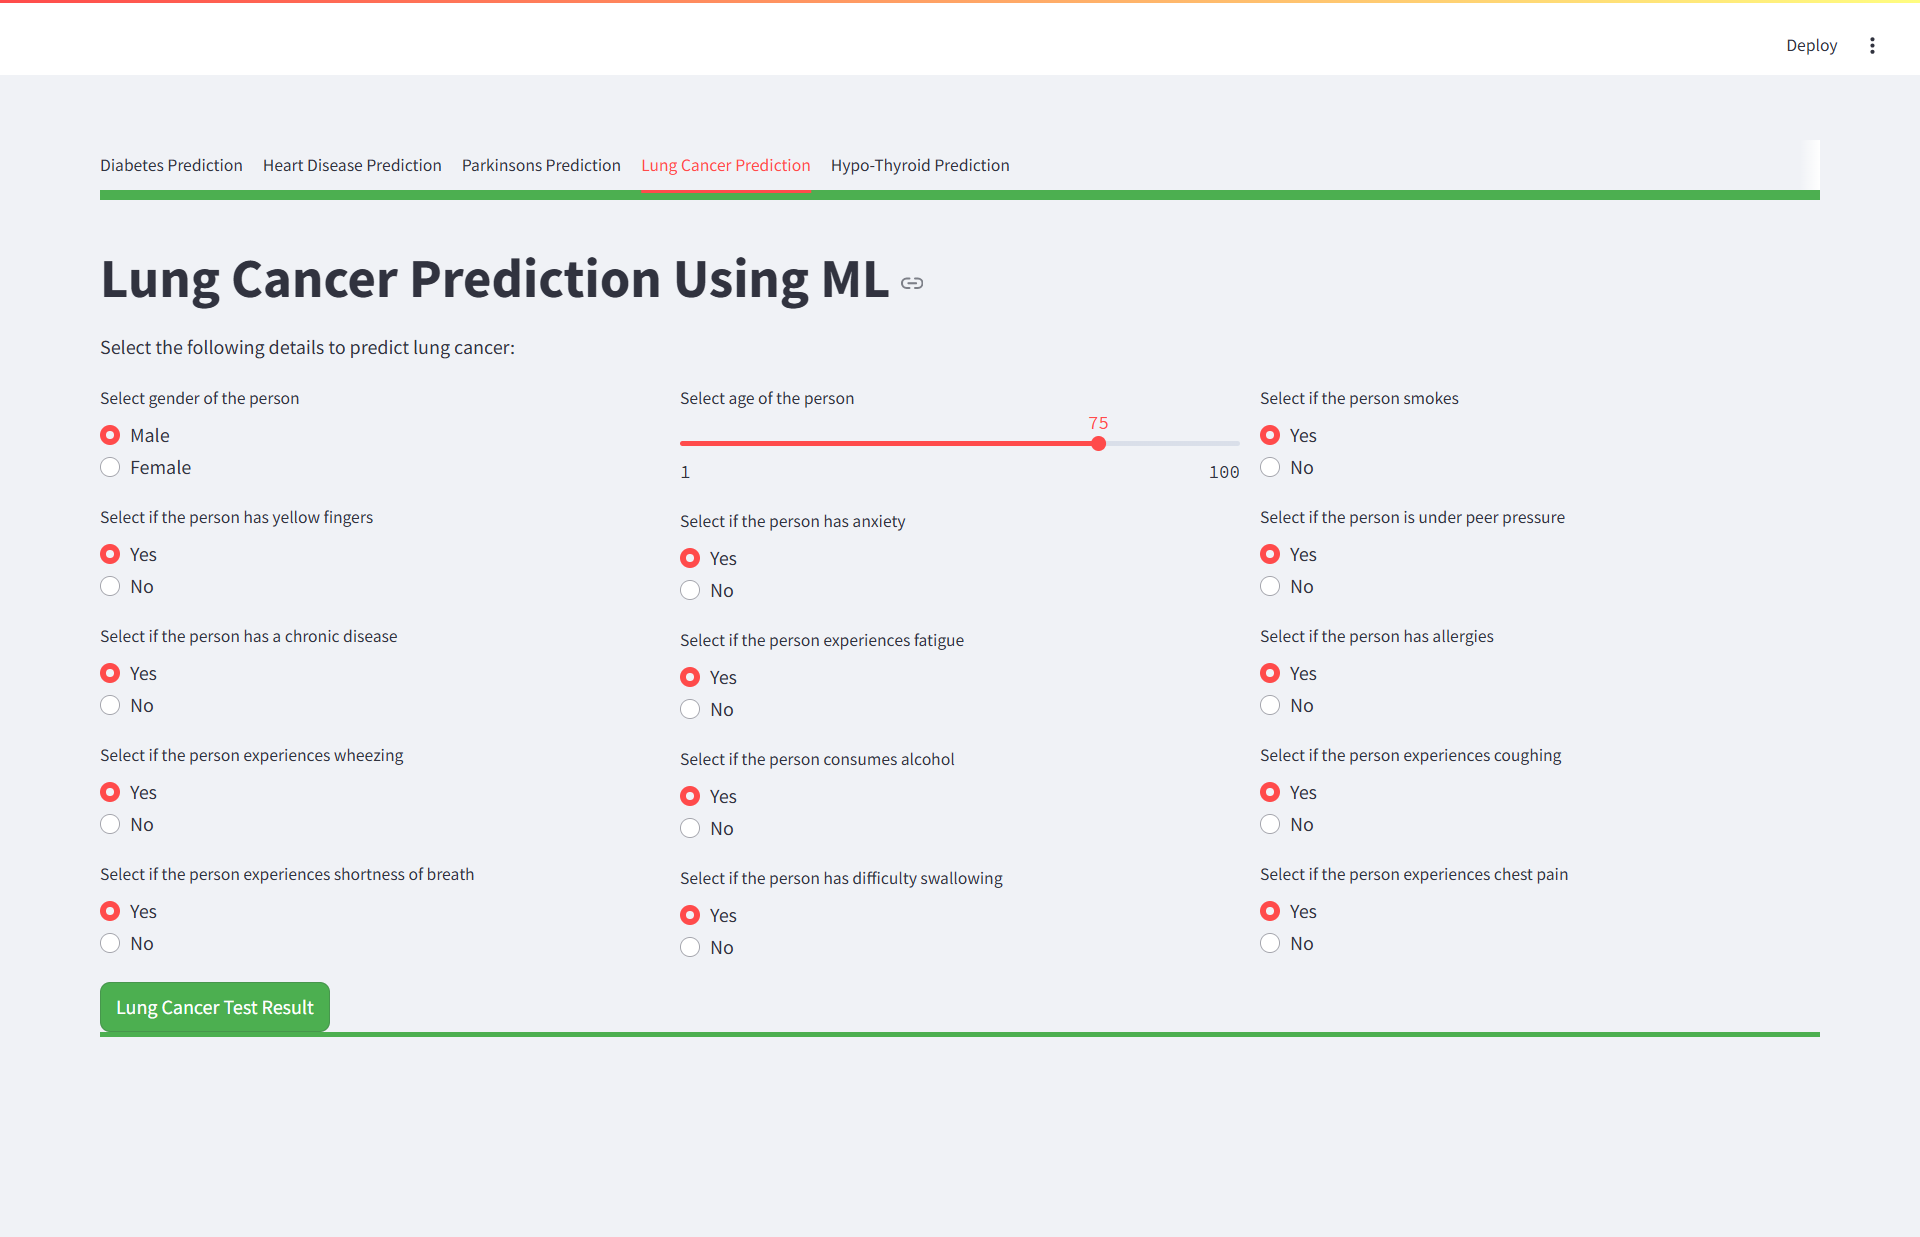 Deploy
Diabetes Prediction Heart Disease Prediction Parkinsons Prediction Lung Cancer Prediction Hypo-Thyroid Prediction
Lung Cancer Prediction Using ML
Select the following details to predict lung cancer:
Select gender of the person
Male
Female
Select age of the person
75
1 100
Select if the person smokes
Yes
No
Select if the person has yellow fingers
Yes
No
Select if the person has anxiety
Yes
No
Select if the person is under peer pressure
Yes
No
Select if the person has a chronic disease
Yes
No
Select if the person experiences fatigue
Yes
No
Select if the person has allergies
Yes
No
Select if the person experiences wheezing
Yes
No
Select if the person consumes alcohol
Yes
No
Select if the person experiences coughing
Yes
No
Select if the person experiences shortness of breath
Yes
No
Select if the person has difficulty swallowing
Yes
No
Select if the person experiences chest pain
Yes
No
Lung Cancer Test Result